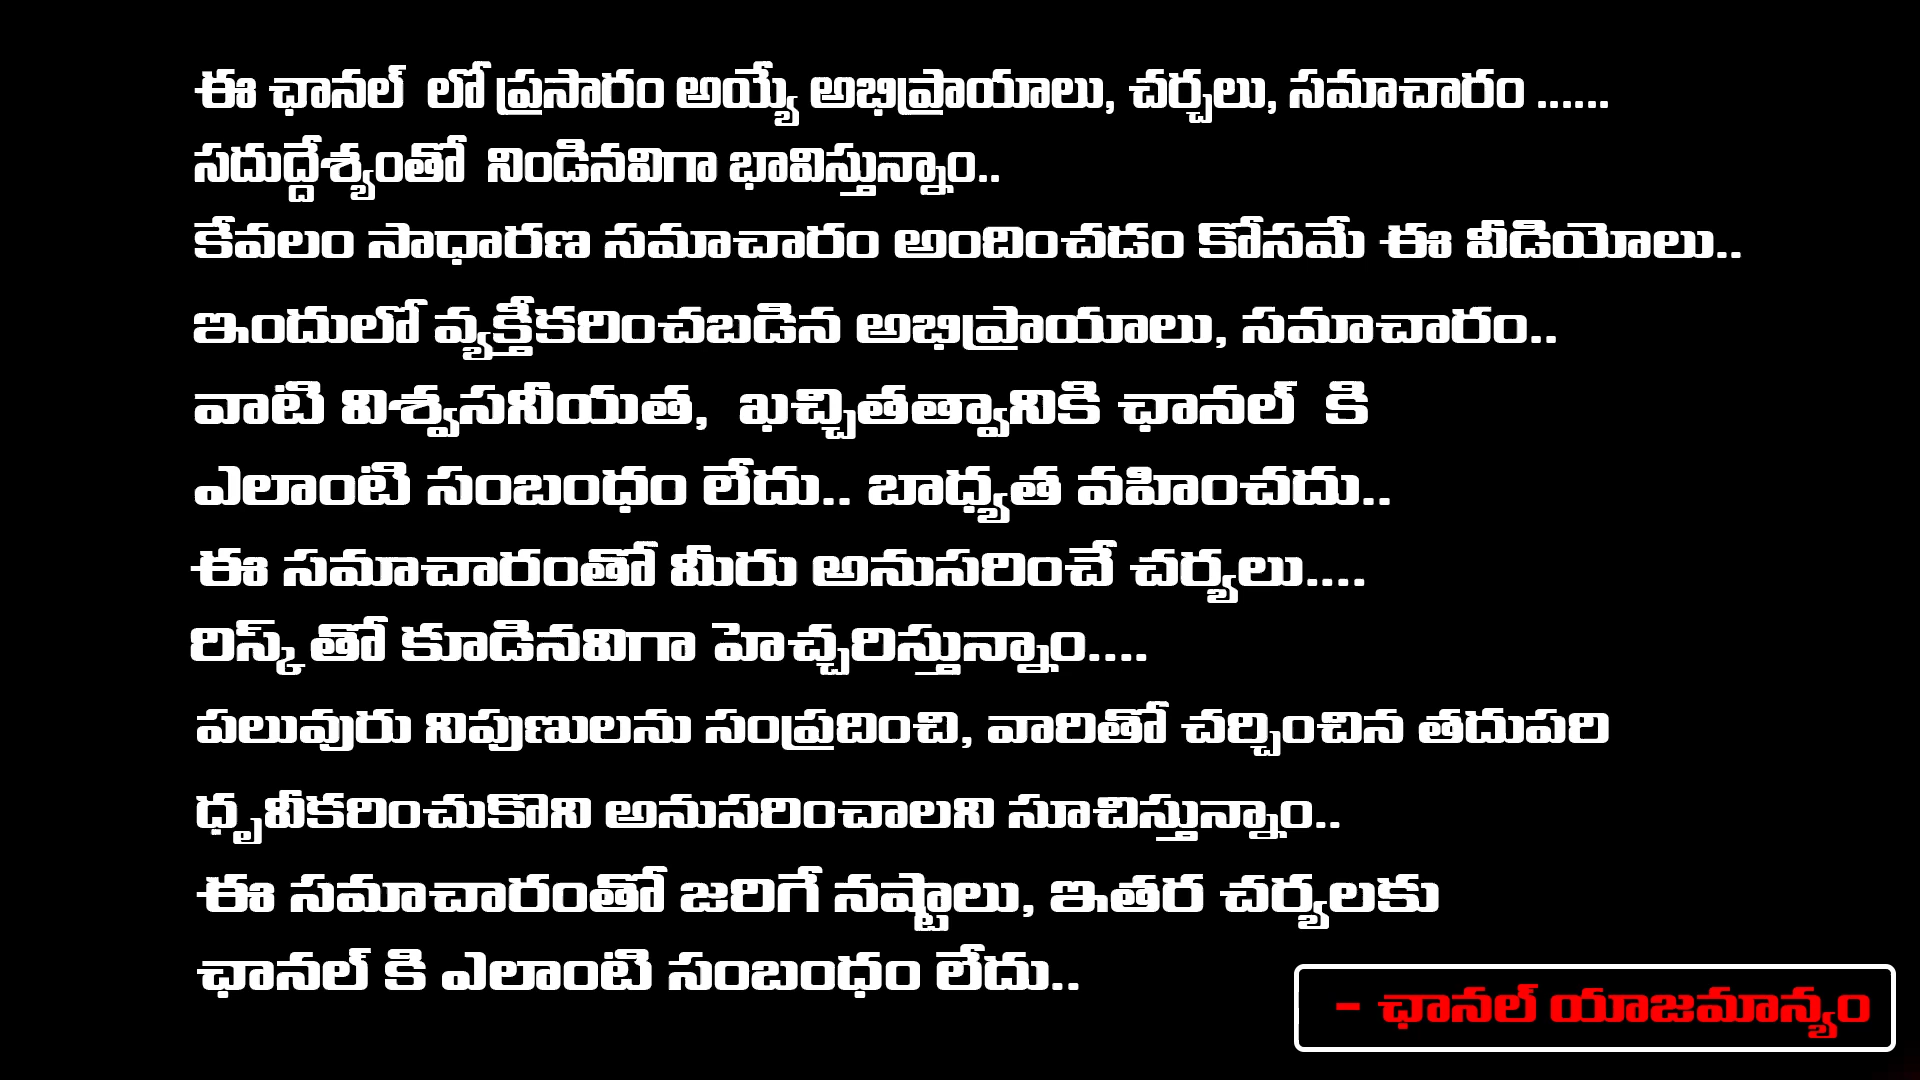 ఈ ఛానల్ లో ప్రసారం అయ్యే అభిప్రాయాలు, చర్చలు, సమాచారం ......
సదుద్దేశ్యంతో నిండినవిగా భావిస్తున్నాం..
కేవలం సాధారణ సమాచారం అందించడం కోసమే ఈ వీడియోలు..
ఇందులో వ్యక్తీకరించబడిన అభిప్రాయాలు, సమాచారం..
వాటి విశ్వసనీయత, ఖచ్చితత్వానికి ఛానల్ కి
ఎలాంటి సంబంధం లేదు.. బాధ్యత వహించదు..
ఈ సమాచారంతో మీరు అనుసరించే చర్యలు....
రిస్క్ తో కూడినవిగా హెచ్చరిస్తున్నాం....
పలువురు నిపుణులను సంప్రదించి, వారితో చర్చించిన తదుపరి
ధృవీకరించుకొని అనుసరించాలని సూచిస్తున్నాం..
ఈ సమాచారంతో జరిగే నష్టాలు, ఇతర చర్యలకు
ఛానల్ కి ఎలాంటి సంబంధం లేదు..
- ఛానల్ యాజమాన్యం